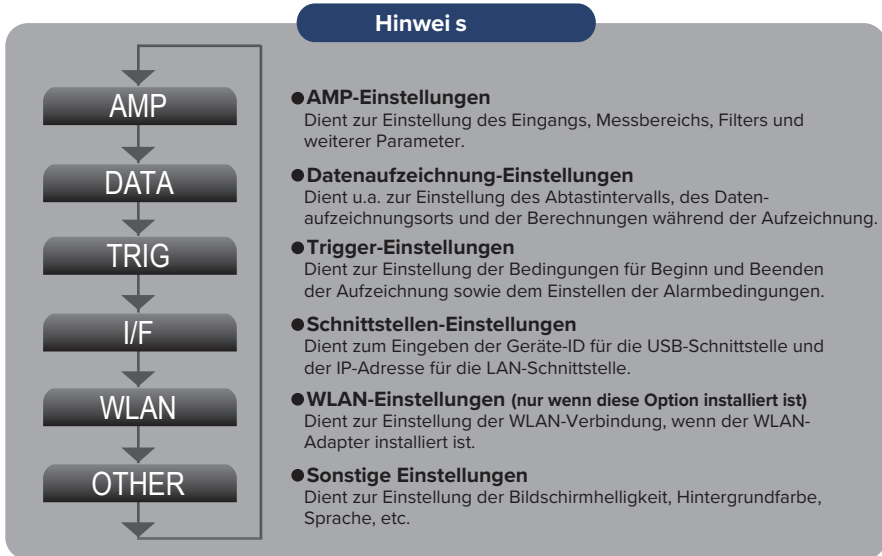 Hinwei s
AMP
●AMP-Einstellungen
Dient zur Einstellung des Eingangs, Messbereichs, Filters und
weiterer Parameter.
DATA
●Datenaufzeichnung-Einstellungen
Dient u.a. zur Einstellung des Abtastintervalls, des Daten-
aufzeichnungsorts und der Berechnungen während der Aufzeichnung.
TRIG
●Trigger-Einstellungen
Dient zur Einstellung der Bedingungen für Beginn und Beenden
der Aufzeichnung sowie dem Einstellen der Alarmbedingungen.
I/F
●Schnittstellen-Einstellungen
Dient zum Eingeben der Geräte-ID für die USB-Schnittstelle und
der IP-Adresse für die LAN-Schnittstelle.
WLAN
●WLAN-Einstellungen (nur wenn diese Option installiert ist)
Dient zur Einstellung der WLAN-Verbindung, wenn der WLAN-
Adapter installiert ist.
OTHER
●Sonstige Einstellungen
Dient zur Einstellung der Bildschirmhelligkeit, Hintergrundfarbe,
Sprache, etc.